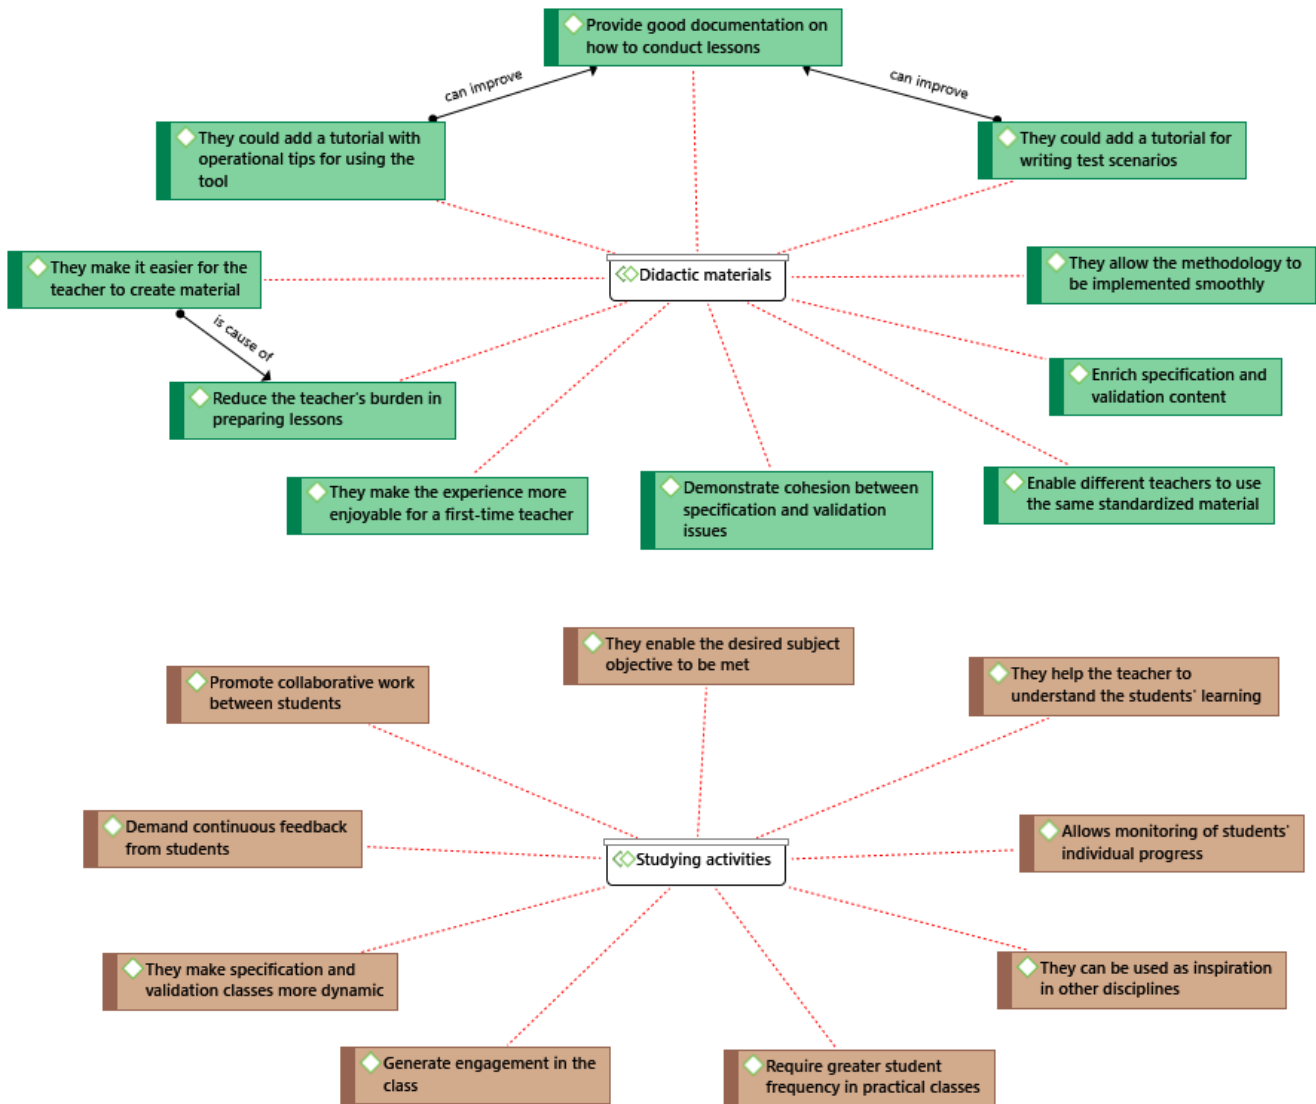 Provide good documentation on
how to conduct lessons
can improve
can improve
They could add a tutorial with
operational tips for using the
tool
They could add a tutorial for
writing test scenarios
They make it easier for the
teacher to create material
Didactic materials
They allow the methodology to
be implemented smoothly
is cause of
Reduce the teacher's burden in
preparing lessons
Enrich specification and
validation content
They make the experience more
enjoyable for a first-time teacher
Demonstrate cohesion between
specification and validation
issues
Enable different teachers to use
the same standardized material
They enable the desired subject
objective to be met
Promote collaborative work
between students
They help the teacher to
understand the students' learning
Demand continuous feedback
from students
Studying activities
Allows monitoring of students'
individual progress
They make specification and
validation classes more dynamic
They can be used as inspiration
in other disciplines
Generate engagement in the
class
Require greater student
frequency in practical classes